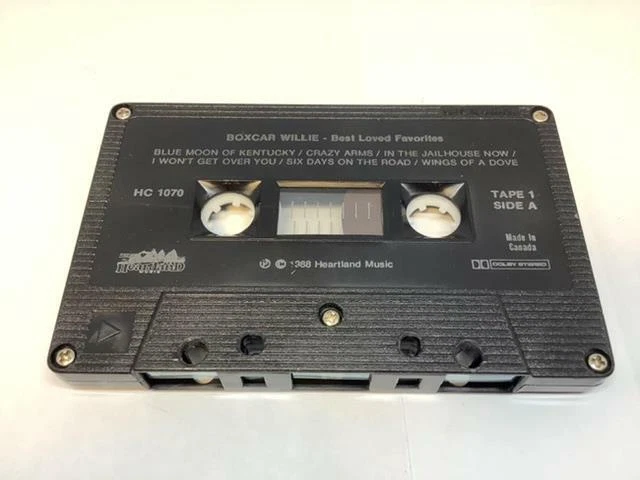 BOXCAR WILLIE - Best Loved Favorites
BLUE MOON OF KENTUCKY / CRAZY ARMS / IN THE JAILHOUSE NOW /
I WON'T GET OVER YOU / SIX DAYS ON THE ROAD / WINGS OF A DOVE
HC 1070
TAPE 1
SIDE A
Made In
Canada
HEARTLAND
℗ © 1988 Heartland Music
DOLBY STEREO